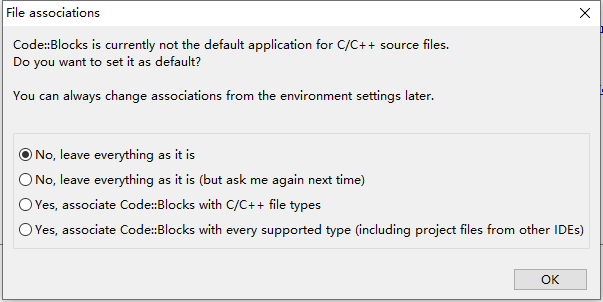 File associations
Code::Blocks is currently not the default application for C/C++ source files.
Do you want to set it as default?
You can always change associations from the environment settings later.
No, leave everything as it is
No, leave everything as it is (but ask me again next time)
Yes, associate Code::Blocks with C/C++ file types
Yes, associate Code::Blocks with every supported type (including project files from other IDEs)
OK